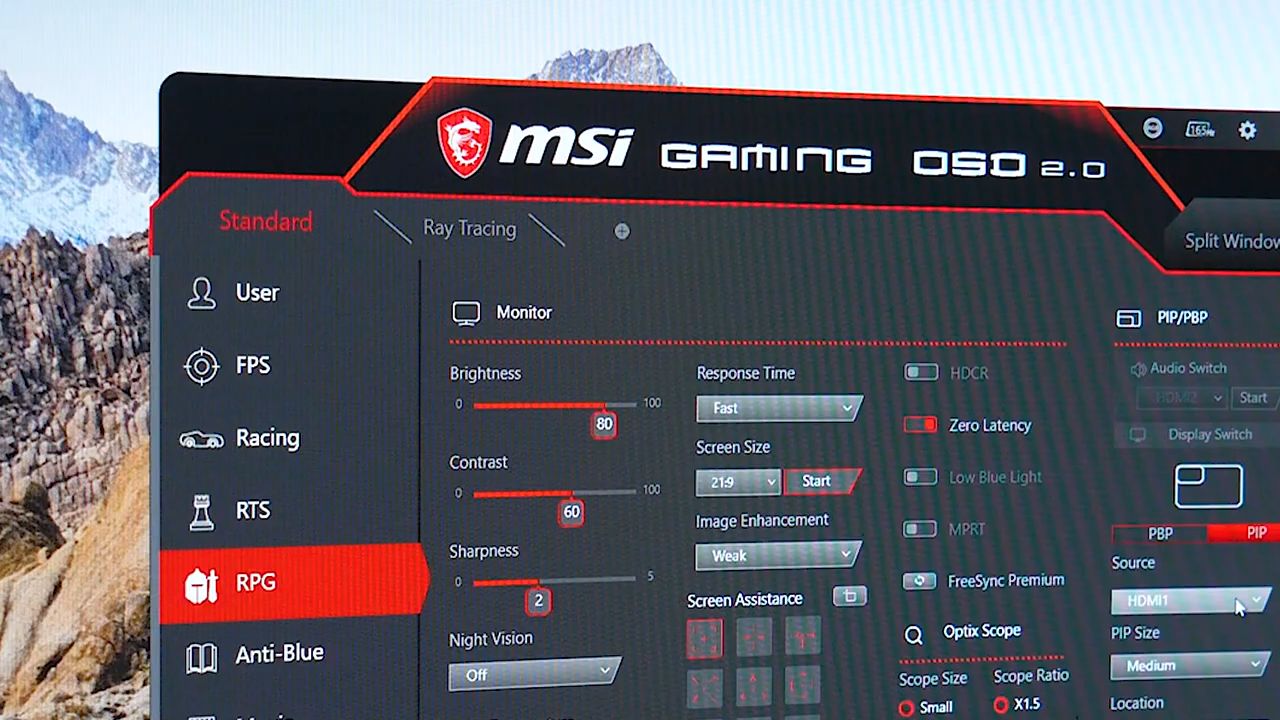 msi GAMING OSD 2.0
165Hz
Standard
Ray Tracing
Split Window
User
FPS
Racing
RTS
RPG
Anti-Blue
Monitor
Brightness
0
100
80
Contrast
0
100
60
Sharpness
0
5
2
Night Vision
Off
Response Time
Fast
Screen Size
21:9
Start
Image Enhancement
Weak
Screen Assistance
HDCR
Zero Latency
Low Blue Light
MPRT
FreeSync Premium
Optix Scope
Scope Size
Small
Scope Ratio
X1.5
PIP/PBP
Audio Switch
HDMI2
Start
Display Switch
PBP
PIP
Source
HDMI1
PIP Size
Medium
Location